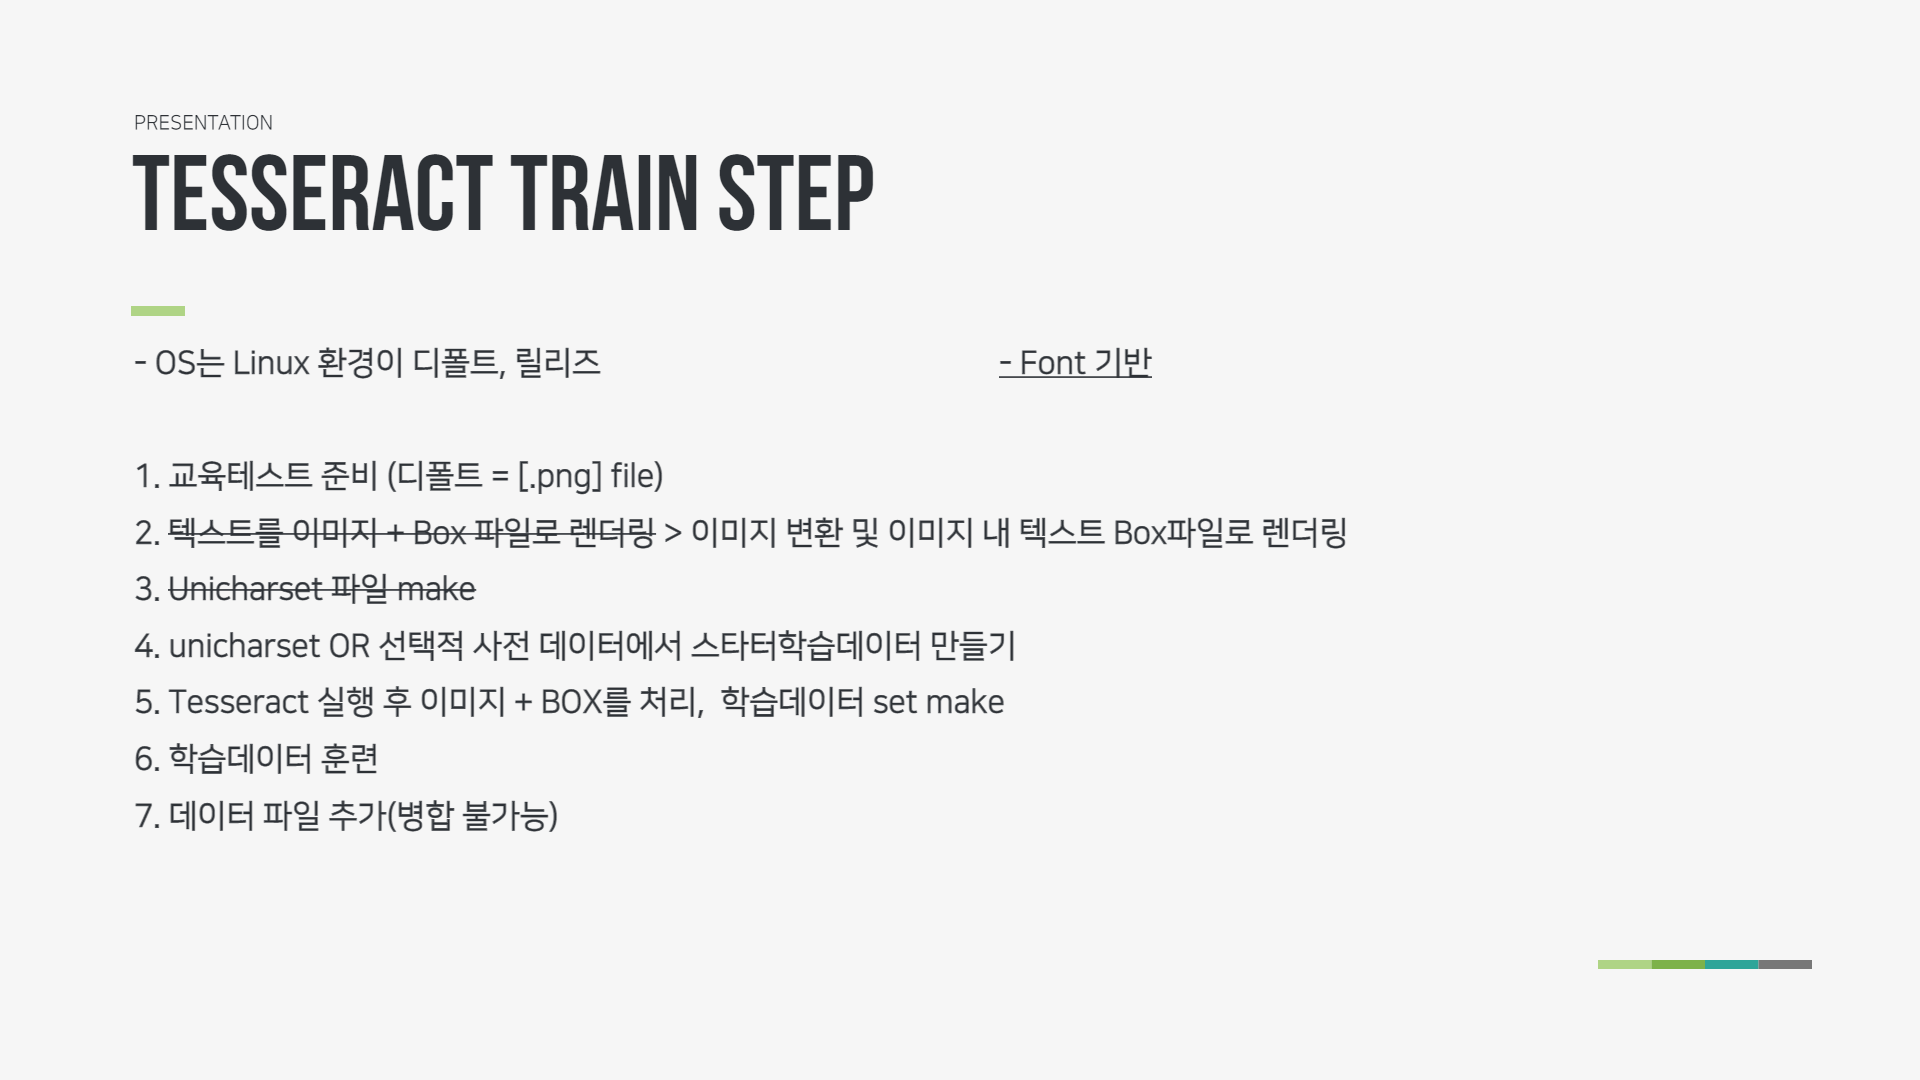 PRESENTATION
TESSERACT TRAIN STEP
- OS는 Linux 환경이 디폴트, 릴리즈
- Font 기반
1. 교육테스트 준비 (디폴트 = [.png] file)
2. 텍스트를 이미지 + Box 파일로 렌더링 > 이미지 변환 및 이미지 내 텍스트 Box파일로 렌더링
3. Unicharset 파일 make
4. unicharset OR 선택적 사전 데이터에서 스타터학습데이터 만들기
5. Tesseract 실행 후 이미지 + BOX를 처리,  학습데이터 set make
6. 학습데이터 훈련
7. 데이터 파일 추가(병합 불가능)